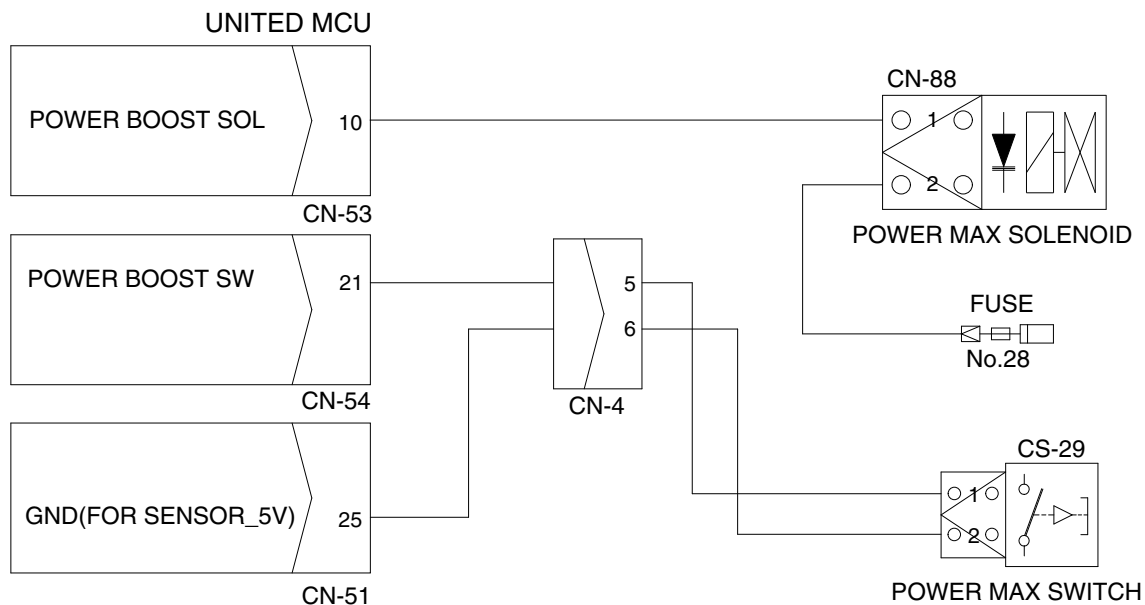 UNITED MCU
POWER BOOST SOL
10
CN-53
CN-88
1
2
POWER MAX SOLENOID
POWER BOOST SW
21
CN-54
5
6
CN-4
FUSE
No.28
GND(FOR SENSOR_5V)
25
CN-51
CS-29
1
2
POWER MAX SWITCH